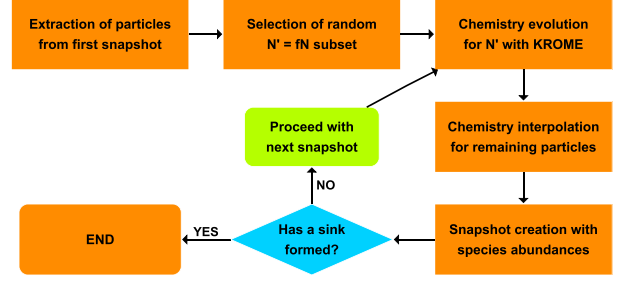 Extraction of particles
from first snapshot
Selection of random
N' = fN subset
Chemistry evolution
for N' with KROME
Proceed with
next snapshot
Chemistry interpolation
for remaining particles
NO
END
YES
Has a sink
formed?
Snapshot creation with
species abundances